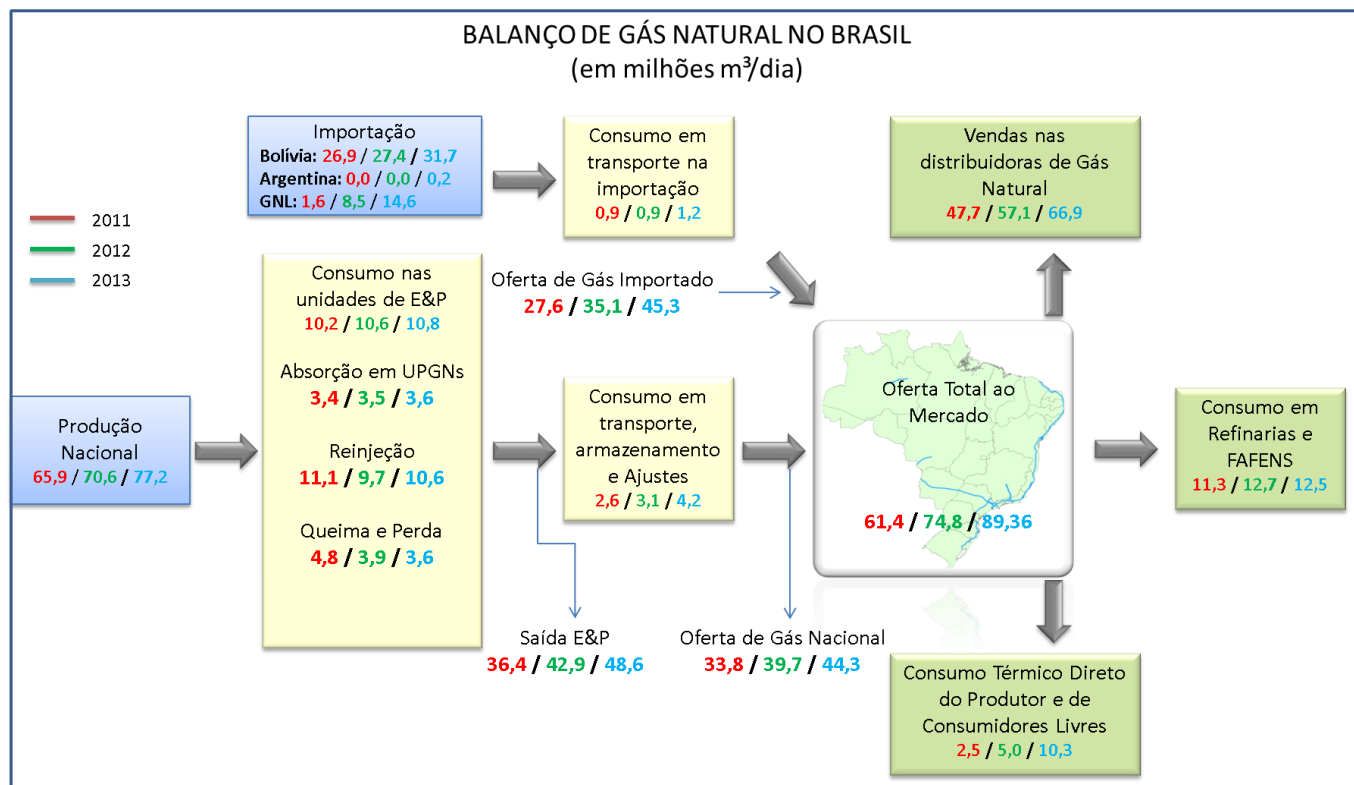 BALANÇO DE GÁS NATURAL NO BRASIL
(em milhões m³/dia)
Importação
Bolívia: 26,9 / 27,4 / 31,7
Argentina: 0,0 / 0,0 / 0,2
GNL: 1,6 / 8,5 / 14,6
Consumo em
transporte na
importação
0,9 / 0,9 / 1,2
Vendas nas
distribuidoras de Gás
Natural
47,7 / 57,1 / 66,9
2011
2012
2013
Consumo nas
unidades de E&P
10,2 / 10,6 / 10,8
Absorção em UPGNs
3,4 / 3,5 / 3,6
Reinjeção
11,1 / 9,7 / 10,6
Queima e Perda
4,8 / 3,9 / 3,6
Oferta de Gás Importado
27,6 / 35,1 / 45,3
Produção
Nacional
65,9 / 70,6 / 77,2
Consumo em
transporte,
armazenamento
e Ajustes
2,6 / 3,1 / 4,2
Oferta Total ao
Mercado
61,4 / 74,8 / 89,36
Consumo em
Refinarias e
FAFENS
11,3 / 12,7 / 12,5
Saída E&P
36,4 / 42,9 / 48,6
Oferta de Gás Nacional
33,8 / 39,7 / 44,3
Consumo Térmico Direto
do Produtor e de
Consumidores Livres
2,5 / 5,0 / 10,3